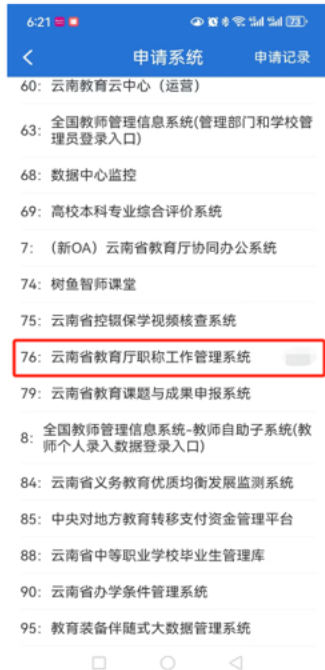 6:21
73
申请系统
申请记录
60: 云南教育云中心（运营）
63: 全国教师管理信息系统(管理部门和学校管
理员登录入口)
68: 数据中心监控
69: 高校本科专业综合评价系统
7: (新OA）云南省教育厅协同办公系统
74: 树鱼智师课堂
75: 云南省控辍保学视频核查系统
76: 云南省教育厅职称工作管理系统
79: 云南省教育课题与成果申报系统
8: 全国教师管理信息系统-教师自助子系统(教
师个人录入数据登录入口)
84: 云南省义务教育优质均衡发展监测系统
85: 中央对地方教育转移支付资金管理平台
88: 云南省中等职业学校毕业生管理库
90: 云南省办学条件管理系统
95: 教育装备伴随式大数据管理系统